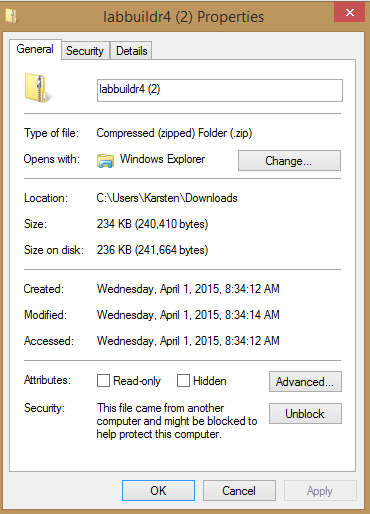 labbuildr4 (2) Properties
General Security Details
labbuildr4 (2)
Type of file: Compressed (zipped) Folder (.zip)
Opens with: Windows Explorer Change...
Location: C:\Users\Karsten\Downloads
Size: 234 KB (240,410 bytes)
Size on disk: 236 KB (241,664 bytes)
Created: Wednesday, April 1, 2015, 8:34:12 AM
Modified: Wednesday, April 1, 2015, 8:34:14 AM
Accessed: Wednesday, April 1, 2015, 8:34:12 AM
Attributes: Read-only Hidden Advanced...
Security: This file came from another
computer and might be blocked to
help protect this computer.
Unblock
OK Cancel Apply